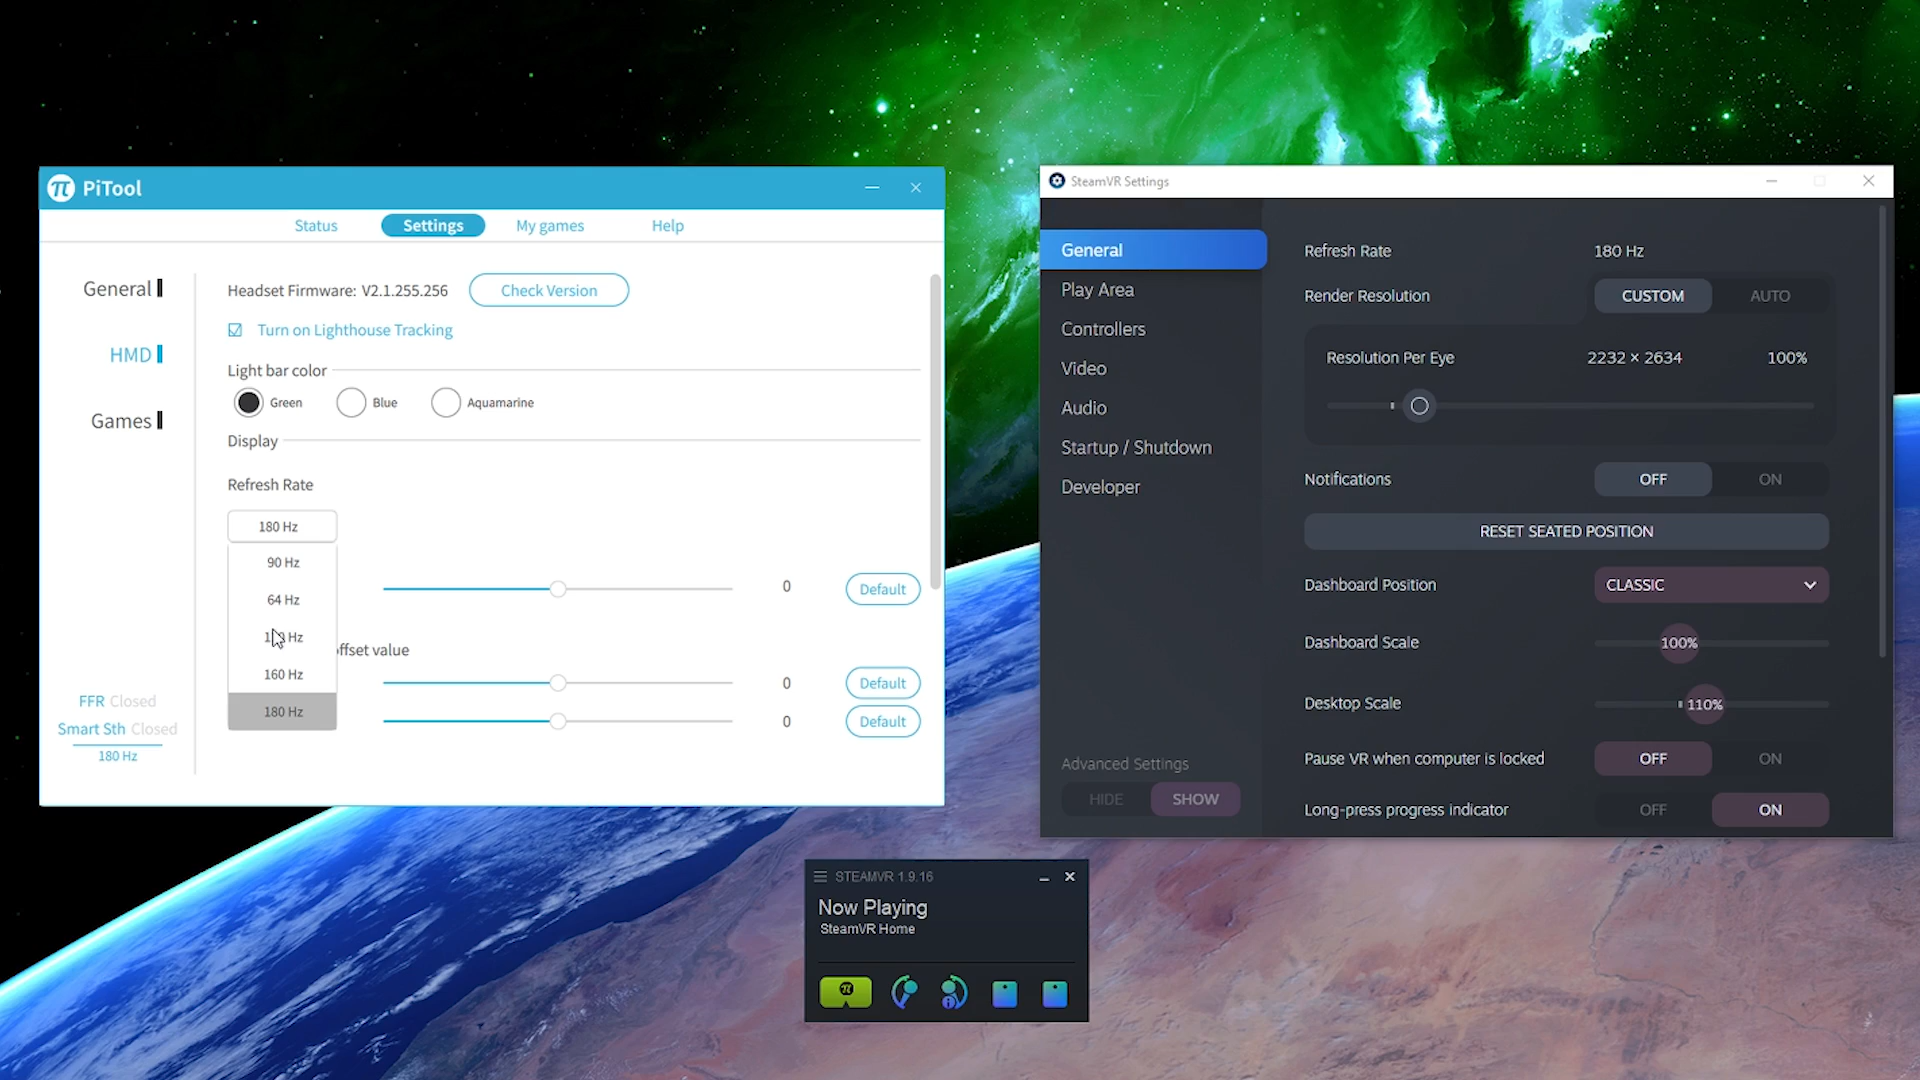 PiTool
Status Settings My games Help
General
HMD
Games
FFR Closed
Smart Sth Closed
180 Hz
Headset Firmware: V2.1.255.256 Check Version
Turn on Lighthouse Tracking
Light bar color
Green Blue Aquamarine
Display
Refresh Rate
180 Hz
90 Hz
64 Hz
Hz
160 Hz
180 Hz
0 Default
offset value
0 Default
0 Default
SteamVR Settings
General
Play Area
Controllers
Video
Audio
Startup / Shutdown
Developer
Advanced Settings
HIDE SHOW
Refresh Rate 180 Hz
Render Resolution CUSTOM AUTO
Resolution Per Eye 2232 × 2634 100%
Notifications OFF ON
RESET SEATED POSITION
Dashboard Position CLASSIC
Dashboard Scale 100%
Desktop Scale 110%
Pause VR when computer is locked OFF ON
Long-press progress indicator OFF ON
STEAMVR 1.9.16
Now Playing
SteamVR Home